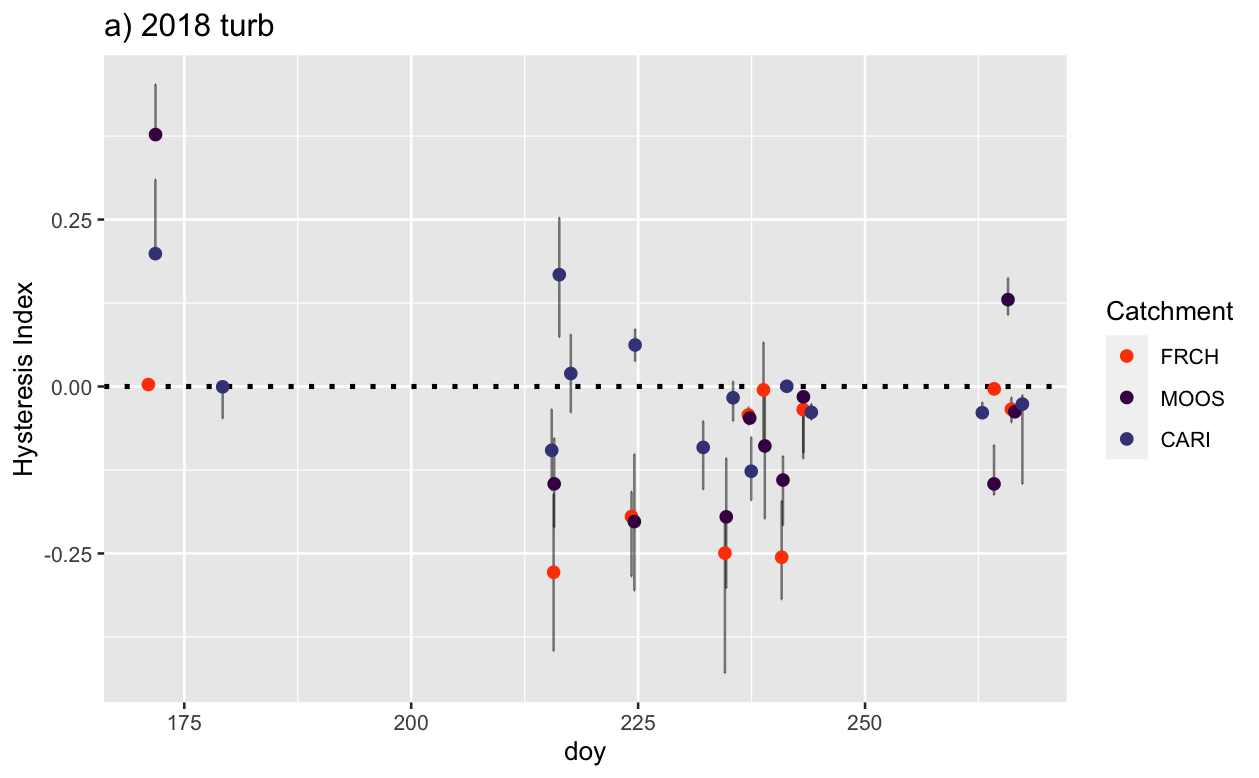 a) 2018 turb
Hysteresis Index
0.25
0.00
-0.25
175
200
225
250
doy
Catchment
FRCH
MOOS
CARI